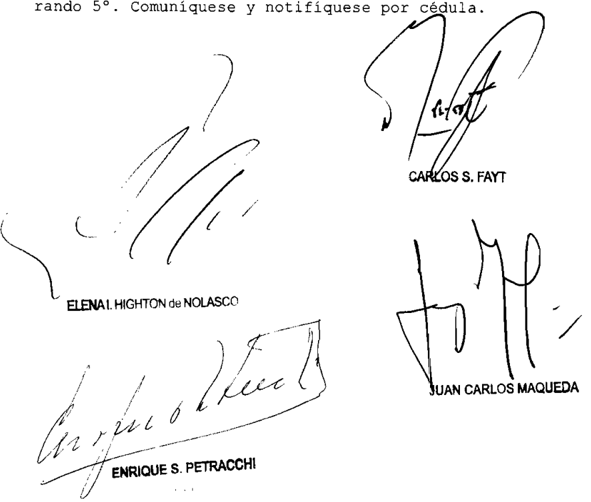 rando 5°. Comuníquese y notifíquese por cédula.
CARLOS S. FAYT
ELENA I. HIGHTON de NOLASCO
JUAN CARLOS MAQUEDA
ENRIQUE S. PETRACCHI